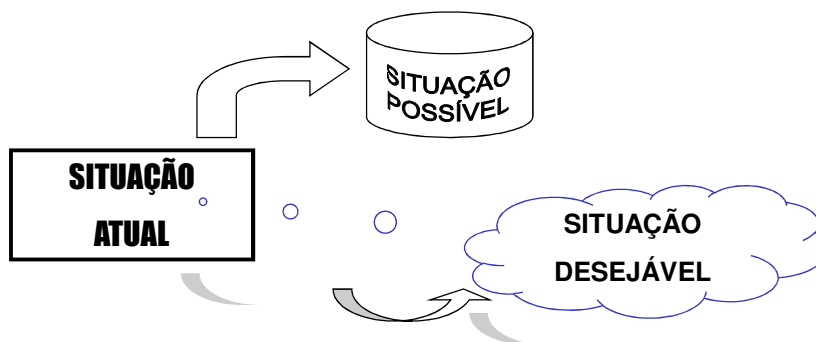 SITUAÇÃO
POSSÍVEL
SITUAÇÃO
ATUAL
SITUAÇÃO
DESEJÁVEL